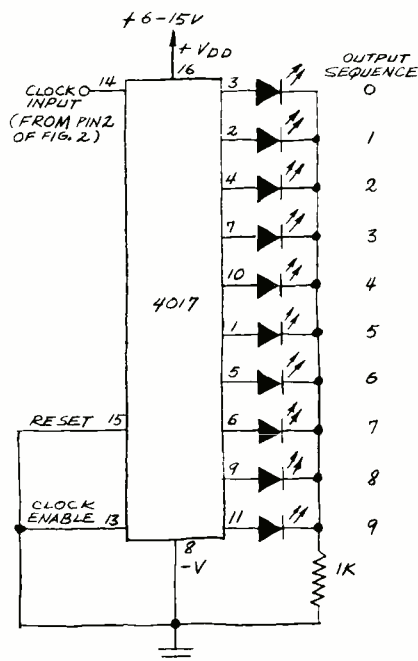 +6-15V
+VDD
16
CLOCK INPUT
14
(FROM PIN 2 OF FIG. 2)
OUTPUT SEQUENCE
3
0
2
1
4
2
7
3
10
4
4017
1
5
5
6
RESET 15
6
7
9
8
CLOCK ENABLE 13
11
9
8
-V
1K